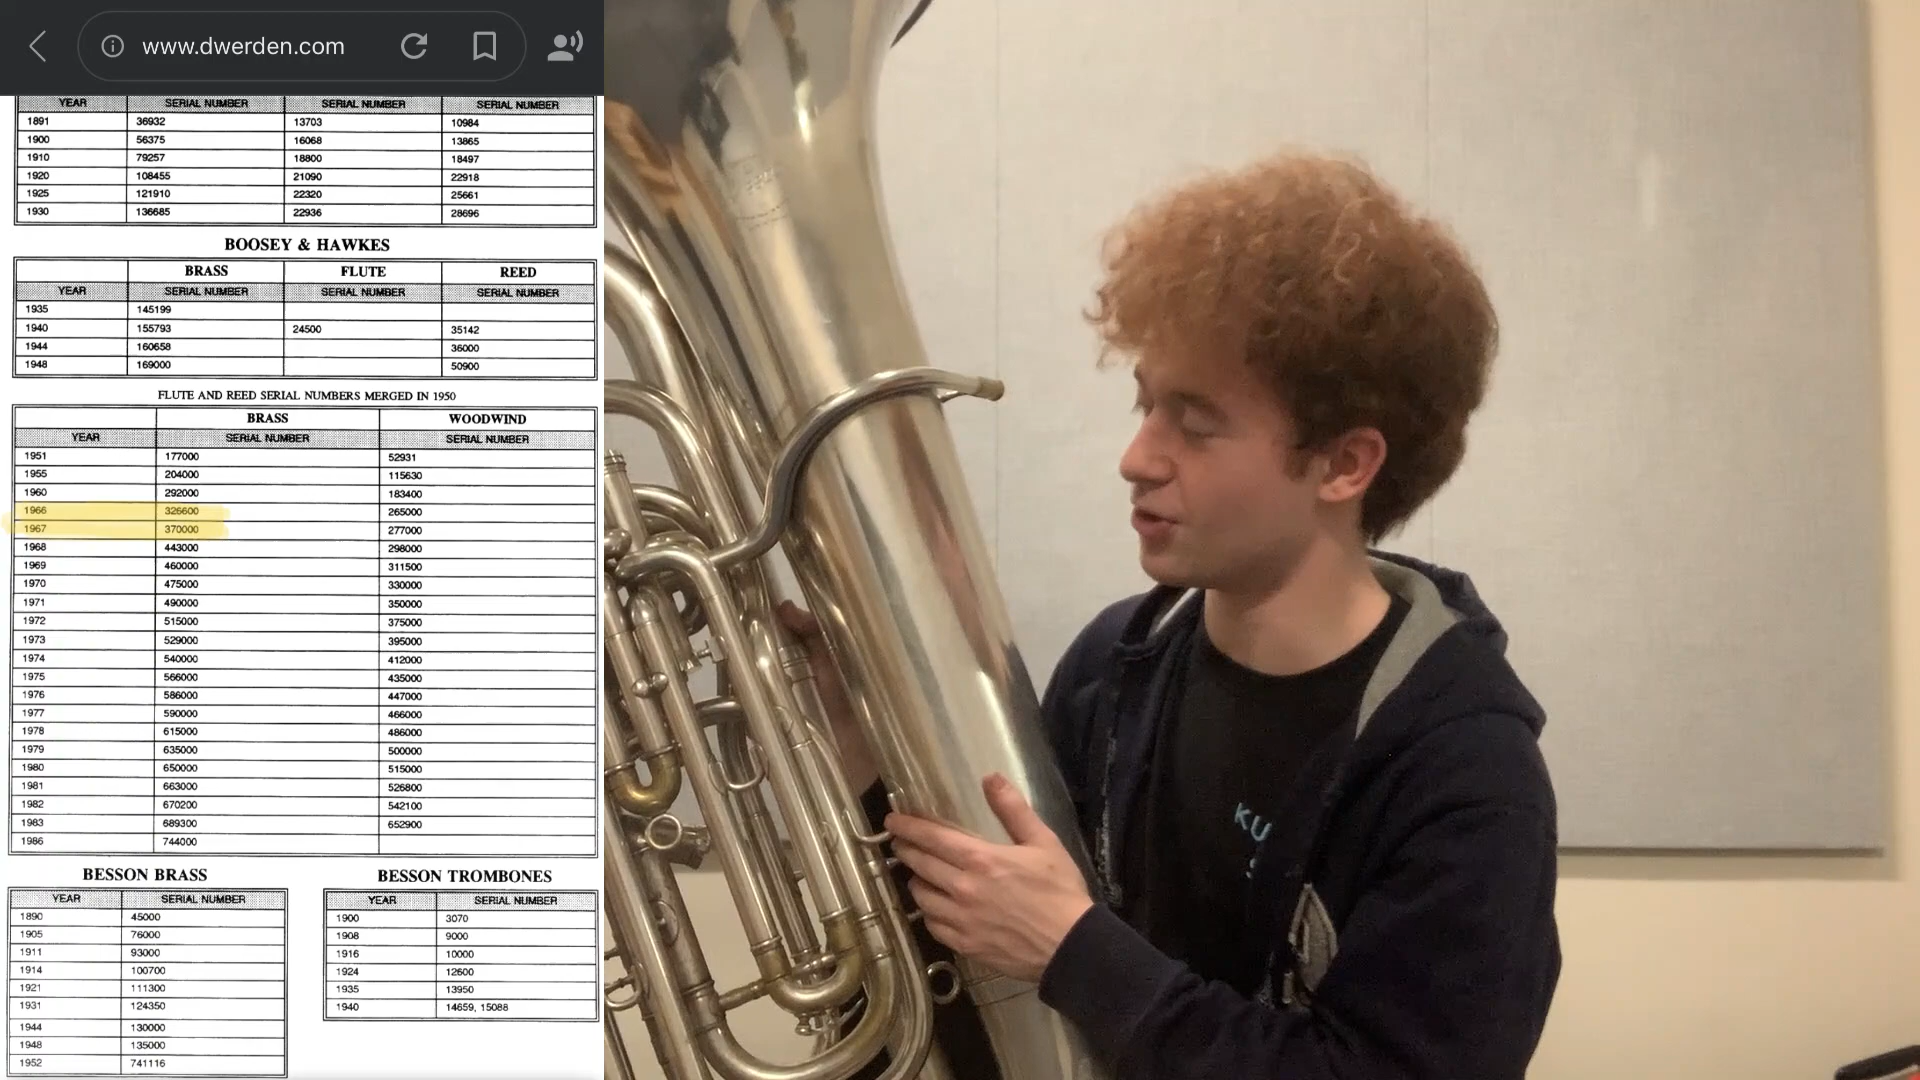 www.dwerden.com
YEAR SERIAL NUMBER SERIAL NUMBER SERIAL NUMBER
1891 36932 13703 10984
1900 56375 16068 13865
1910 79257 18800 18497
1920 108455 21090 22918
1925 121910 22320 25661
1930 136685 22936 28696
BOOSEY & HAWKES
BRASS FLUTE REED
YEAR SERIAL NUMBER SERIAL NUMBER SERIAL NUMBER
1935 145199
1940 155793 24500 35142
1944 160658 36000
1948 169000 50900
FLUTE AND REED SERIAL NUMBERS MERGED IN 1950
BRASS WOODWIND
YEAR SERIAL NUMBER SERIAL NUMBER
1951 177000 52931
1955 204000 115630
1960 292000 183400
1966 326600 265000
1967 370000 277000
1968 443000 298000
1969 460000 311500
1970 475000 330000
1971 490000 350000
1972 515000 375000
1973 529000 395000
1974 540000 412000
1975 566000 435000
1976 586000 447000
1977 590000 466000
1978 615000 486000
1979 635000 500000
1980 650000 515000
1981 663000 526800
1982 670200 542100
1983 689300 652900
1986 744000
BESSON BRASS
YEAR SERIAL NUMBER
1890 45000
1905 76000
1911 93000
1914 100700
1921 111300
1931 124350
1944 130000
1948 135000
1952 741116
BESSON TROMBONES
YEAR SERIAL NUMBER
1900 3070
1908 9000
1916 10000
1924 12600
1935 13950
1940 14659, 15088
KU